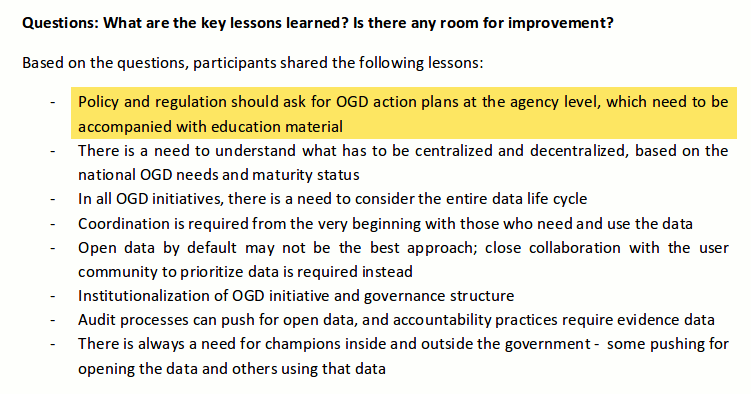 Questions: What are the key lessons learned? Is there any room for improvement?
Based on the questions, participants shared the following lessons:
- Policy and regulation should ask for OGD action plans at the agency level, which need to be
accompanied with education material
- There is a need to understand what has to be centralized and decentralized, based on the
national OGD needs and maturity status
- In all OGD initiatives, there is a need to consider the entire data life cycle
- Coordination is required from the very beginning with those who need and use the data
- Open data by default may not be the best approach; close collaboration with the user
community to prioritize data is required instead
- Institutionalization of OGD initiative and governance structure
- Audit processes can push for open data, and accountability practices require evidence data
- There is always a need for champions inside and outside the government - some pushing for
opening the data and others using that data